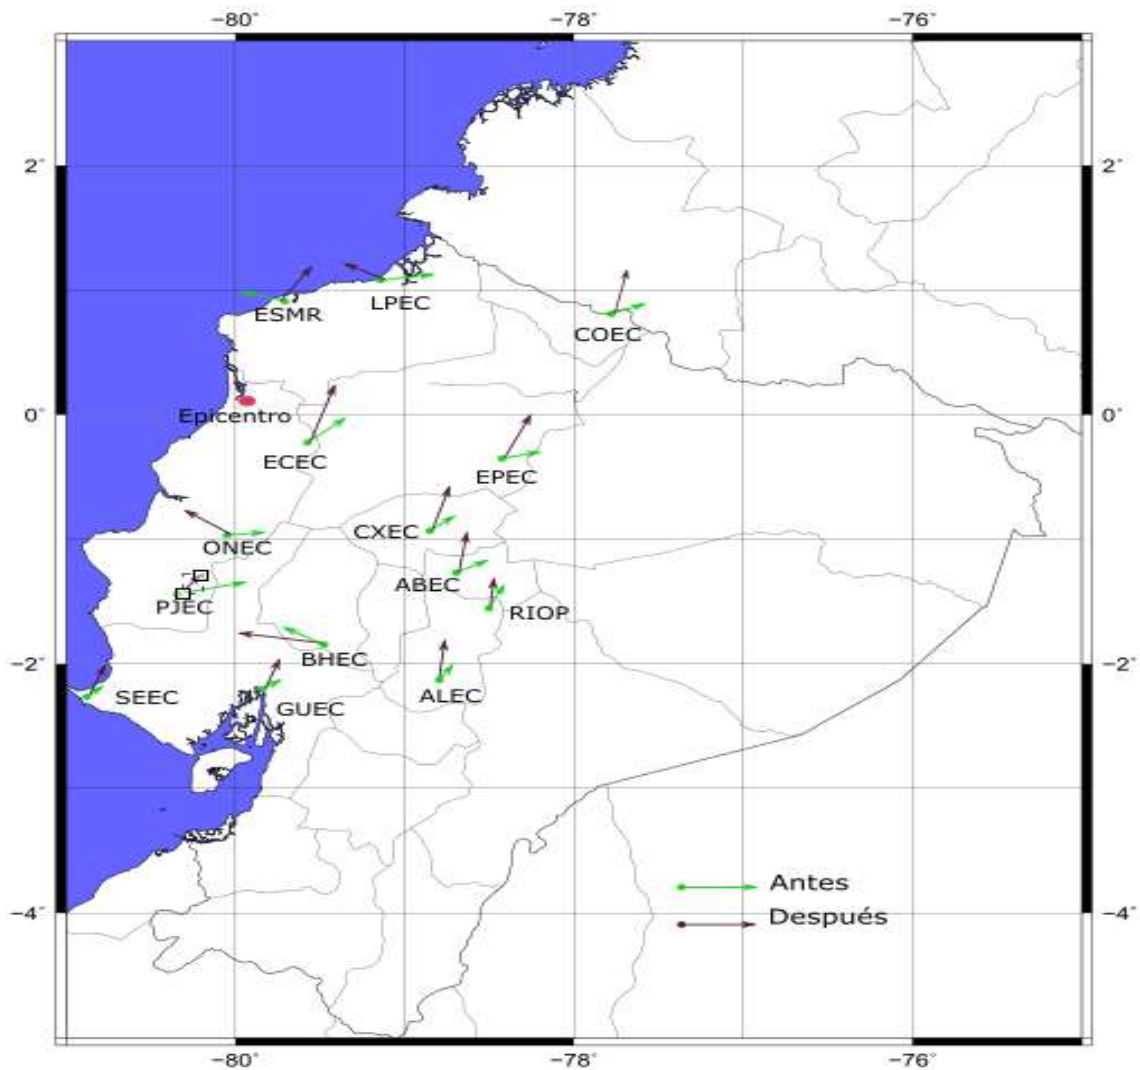 −80° −78° −76°
2° 2°
LPEC
ESMR
COEC
0° Epicentro 0°
ECEC
EPEC
CXEC
ONEC
ABEC
PJEC RIOP
BHEC
−2° −2°
SEEC ALEC
GUEC
Antes
Después
−4° −4°
−80° −78° −76°